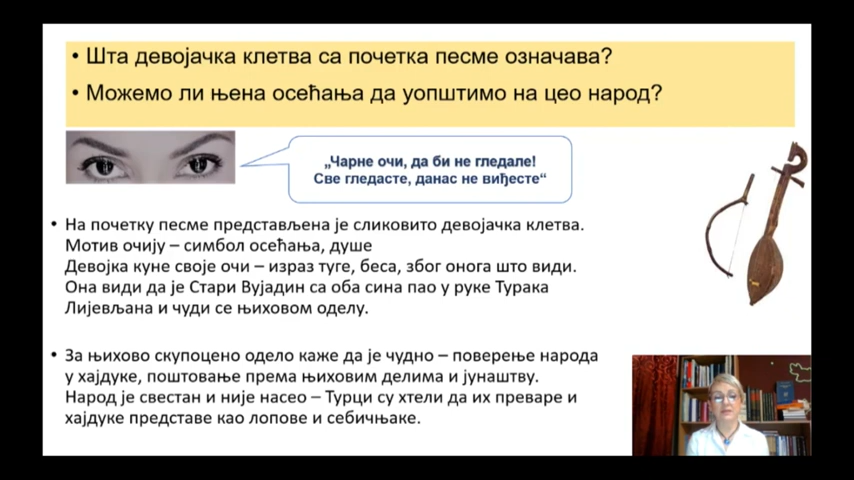 • Шта девојачка клетва са почетка песме означава?
• Можемо ли њена осећања да уопштимо на цео народ?
„Чарне очи, да би не гледале!
Све гледасте, данас не виђесте“
• На почетку песме представљена је сликовито девојачка клетва.
Мотив очију – симбол осећања, душе
Девојка куне своје очи – израз туге, беса, због онога што види.
Она види да је Стари Вујадин са оба сина пао у руке Турака
Лијевљана и чуди се њиховом оделу.
• За њихово скупоцено одело каже да је чудно – поверење народа
у хајдуке, поштовање према њиховим делима и јунаштву.
Народ је свестан и није насео – Турци су хтели да их преваре и
хајдуке представе као лопове и себичњаке.